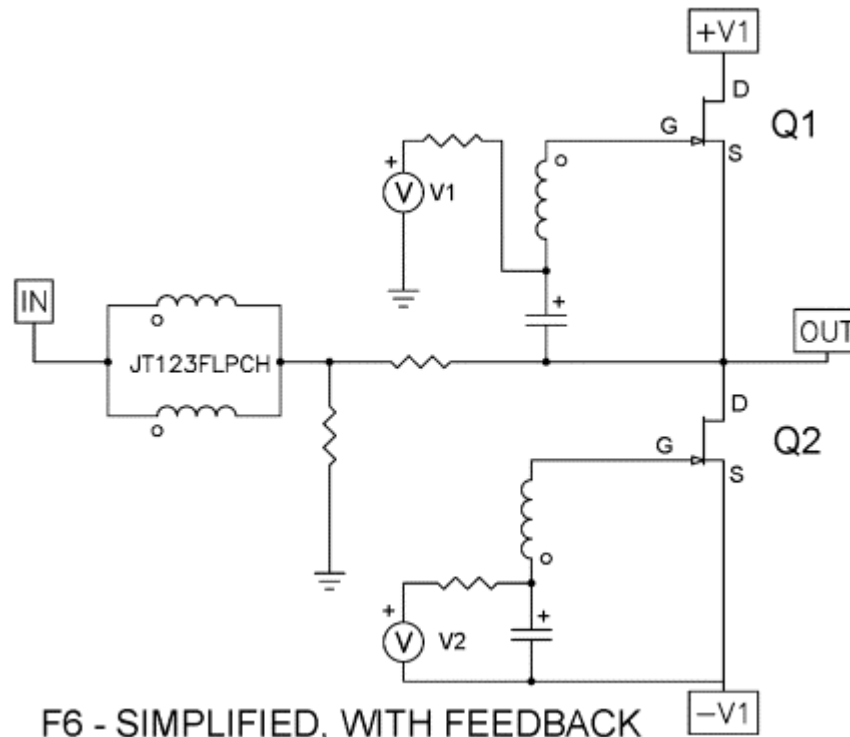 +V1
D
G
Q1
S
+
V
V1
+
IN
JT123FLPCH
OUT
D
G
Q2
S
+
V
V2
+
F6 - SIMPLIFIED, WITH FEEDBACK
-V1